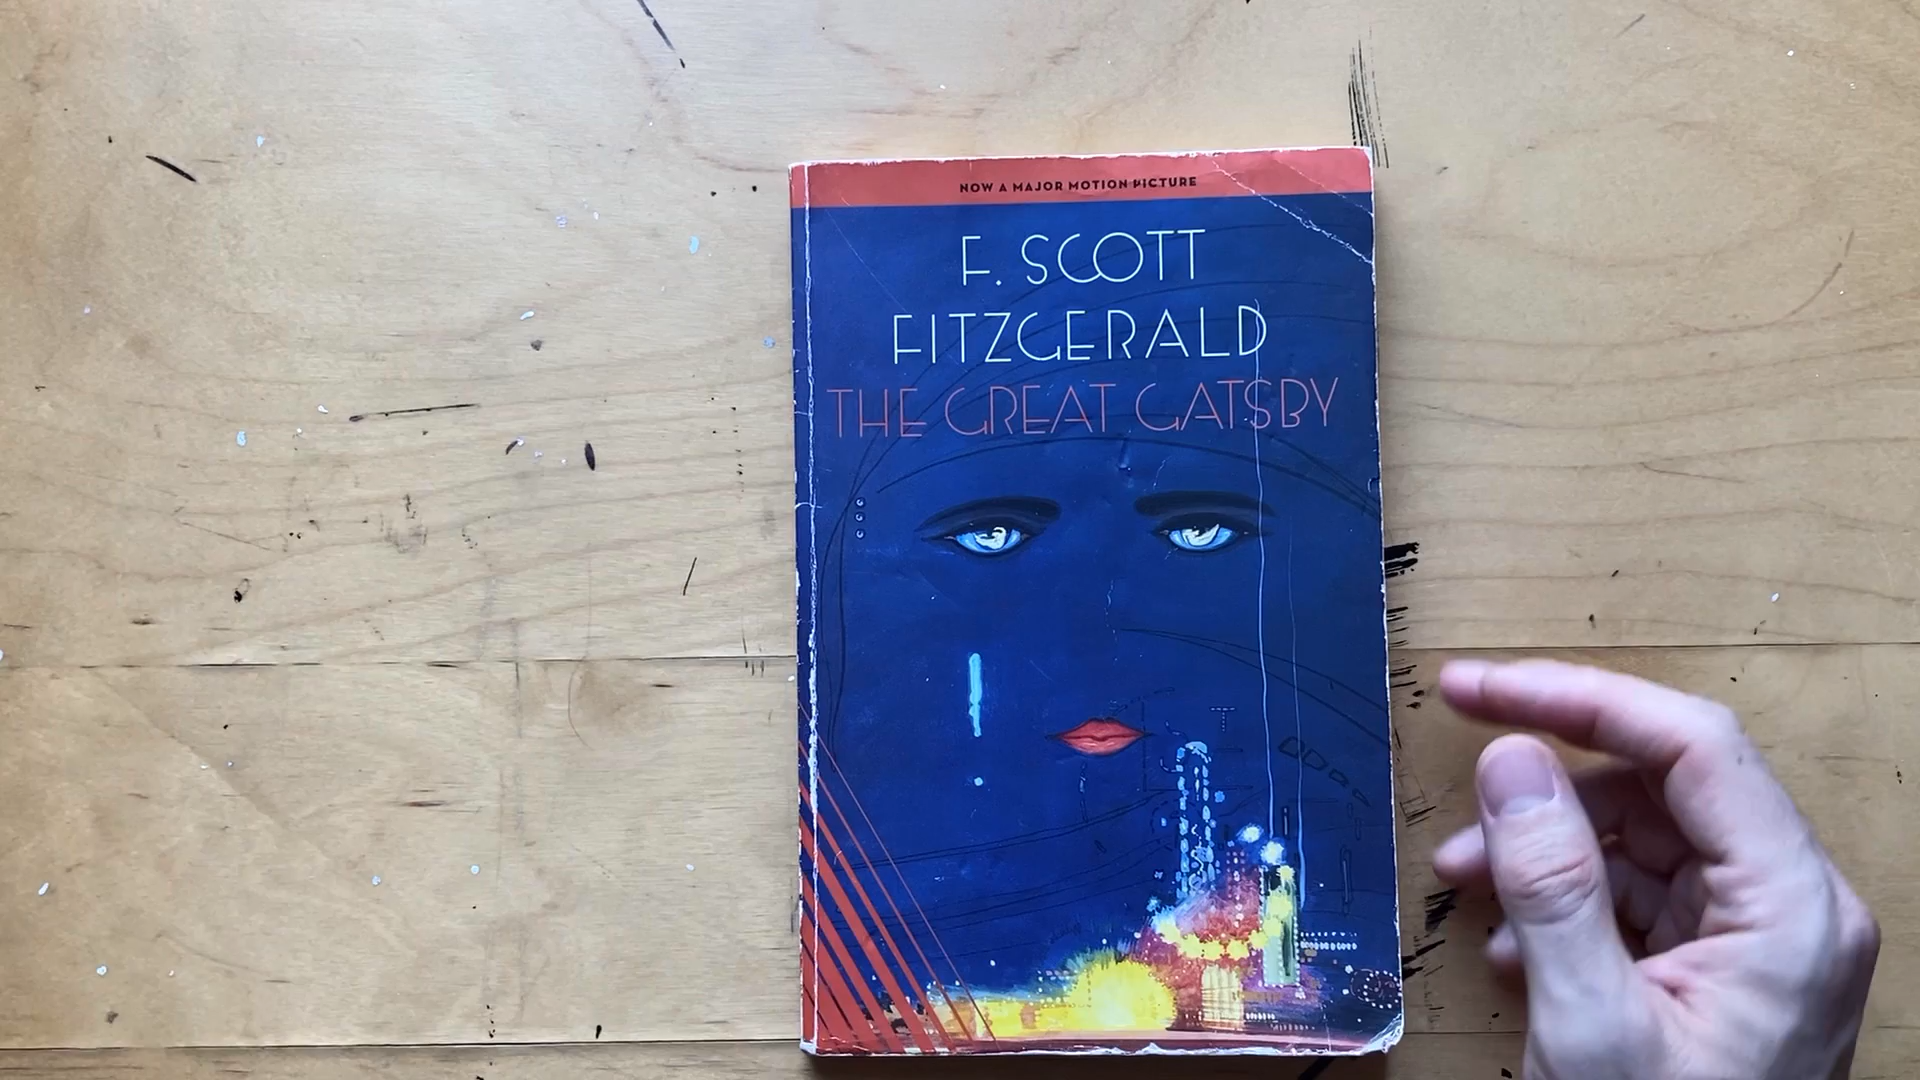 NOW A MAJOR MOTION PICTURE
F. SCOTT
FITZGERALD
THE GREAT GATSBY